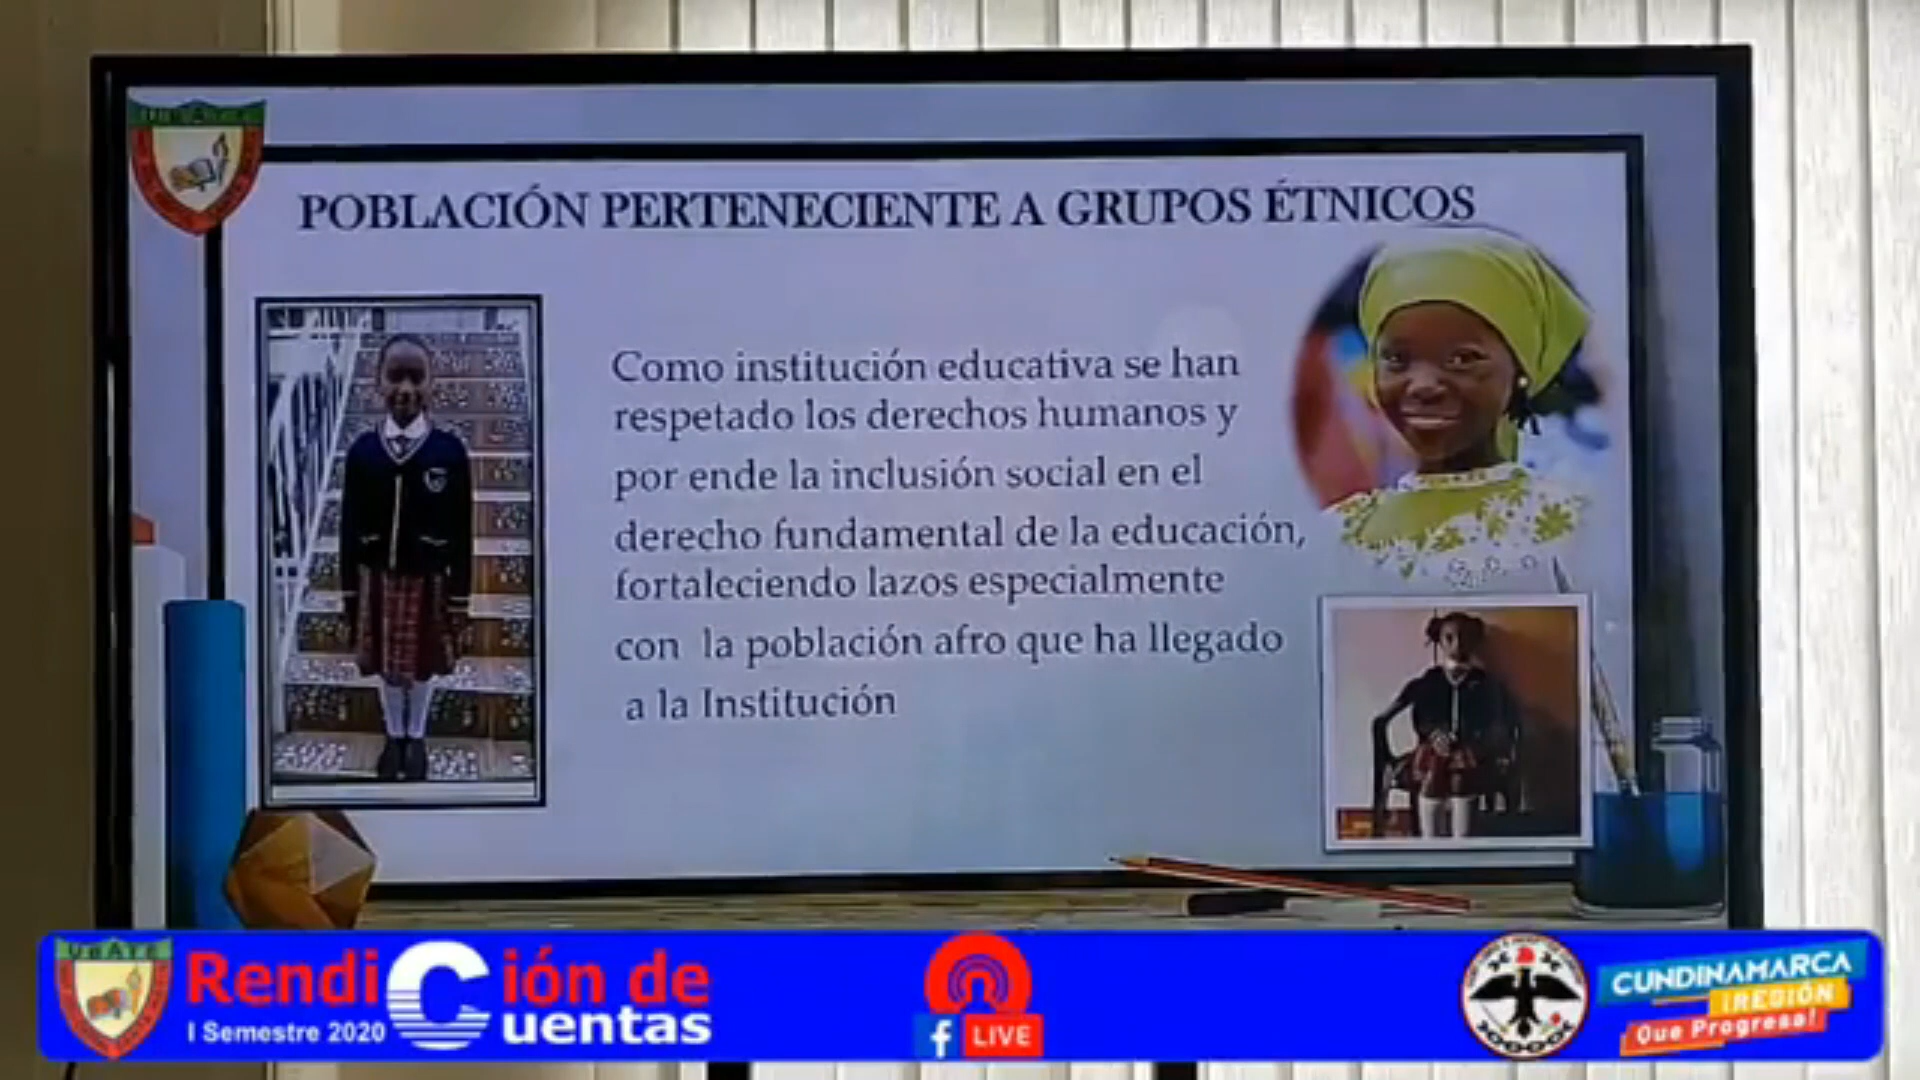 UBATÉ
POBLACIÓN PERTENECIENTE A GRUPOS ÉTNICOS
Como institución educativa se han
respetado los derechos humanos y
por ende la inclusión social en el
derecho fundamental de la educación,
fortaleciendo lazos especialmente
con la población afro que ha llegado
a la Institución
UBATÉ
Rendición de
Cuentas
I Semestre 2020
f LIVE
CUNDINAMARCA
¡REGIÓN
Que Progresa!